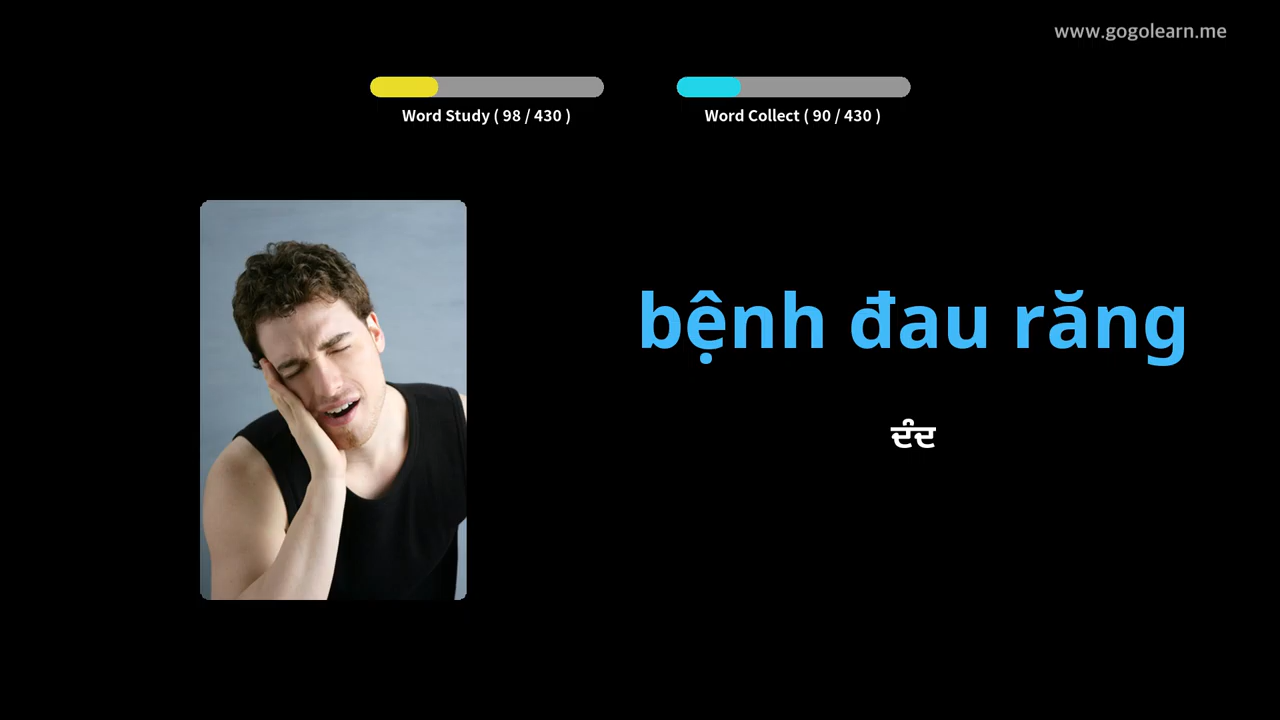 www.gogolearn.me
Word Study ( 98 / 430 )
Word Collect ( 90 / 430 )
bệnh đau răng
ਦੰਦ